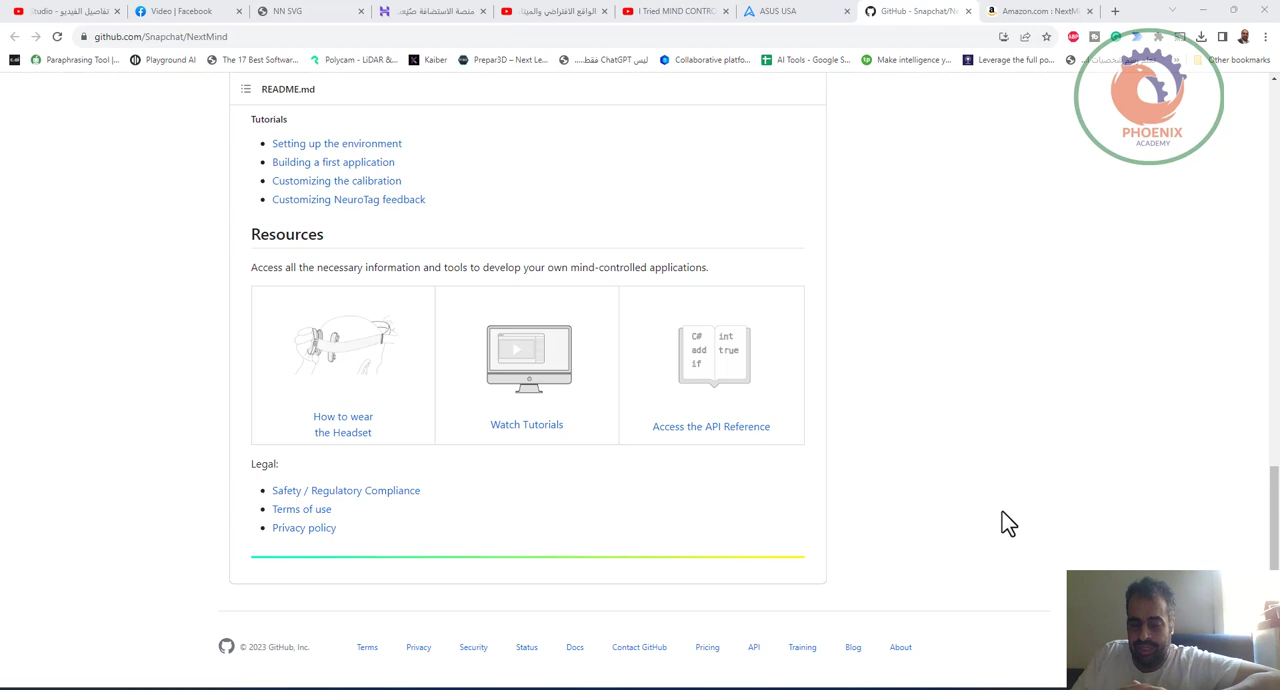 تفاصيل الفيديو - Studio
Video | Facebook
NN SVG
منصة الاستضافة صيّت...
الواقع الافتراضي والميتا
I Tried MIND CONTRO
ASUS USA
GitHub - Snapchat/Nex
Amazon.com : NextM
github.com/Snapchat/NextMind
Paraphrasing Tool |...
Playground AI
The 17 Best Softwar...
Polycam - LiDAR &...
Kaiber
Prepar3D – Next Le...
ليس ChatGPT فقط....
Collaborative platfo...
AI Tools - Google S...
Make intelligence y...
Leverage the full po...
Other bookmarks
PHOENIX
ACADEMY
README.md
Tutorials
Setting up the environment
Building a first application
Customizing the calibration
Customizing NeuroTag feedback
Resources
Access all the necessary information and tools to develop your own mind-controlled applications.
C# int
add true
if
How to wear
the Headset
Watch Tutorials
Access the API Reference
Legal:
Safety / Regulatory Compliance
Terms of use
Privacy policy
© 2023 GitHub, Inc.
Terms
Privacy
Security
Status
Docs
Contact GitHub
Pricing
API
Training
Blog
About